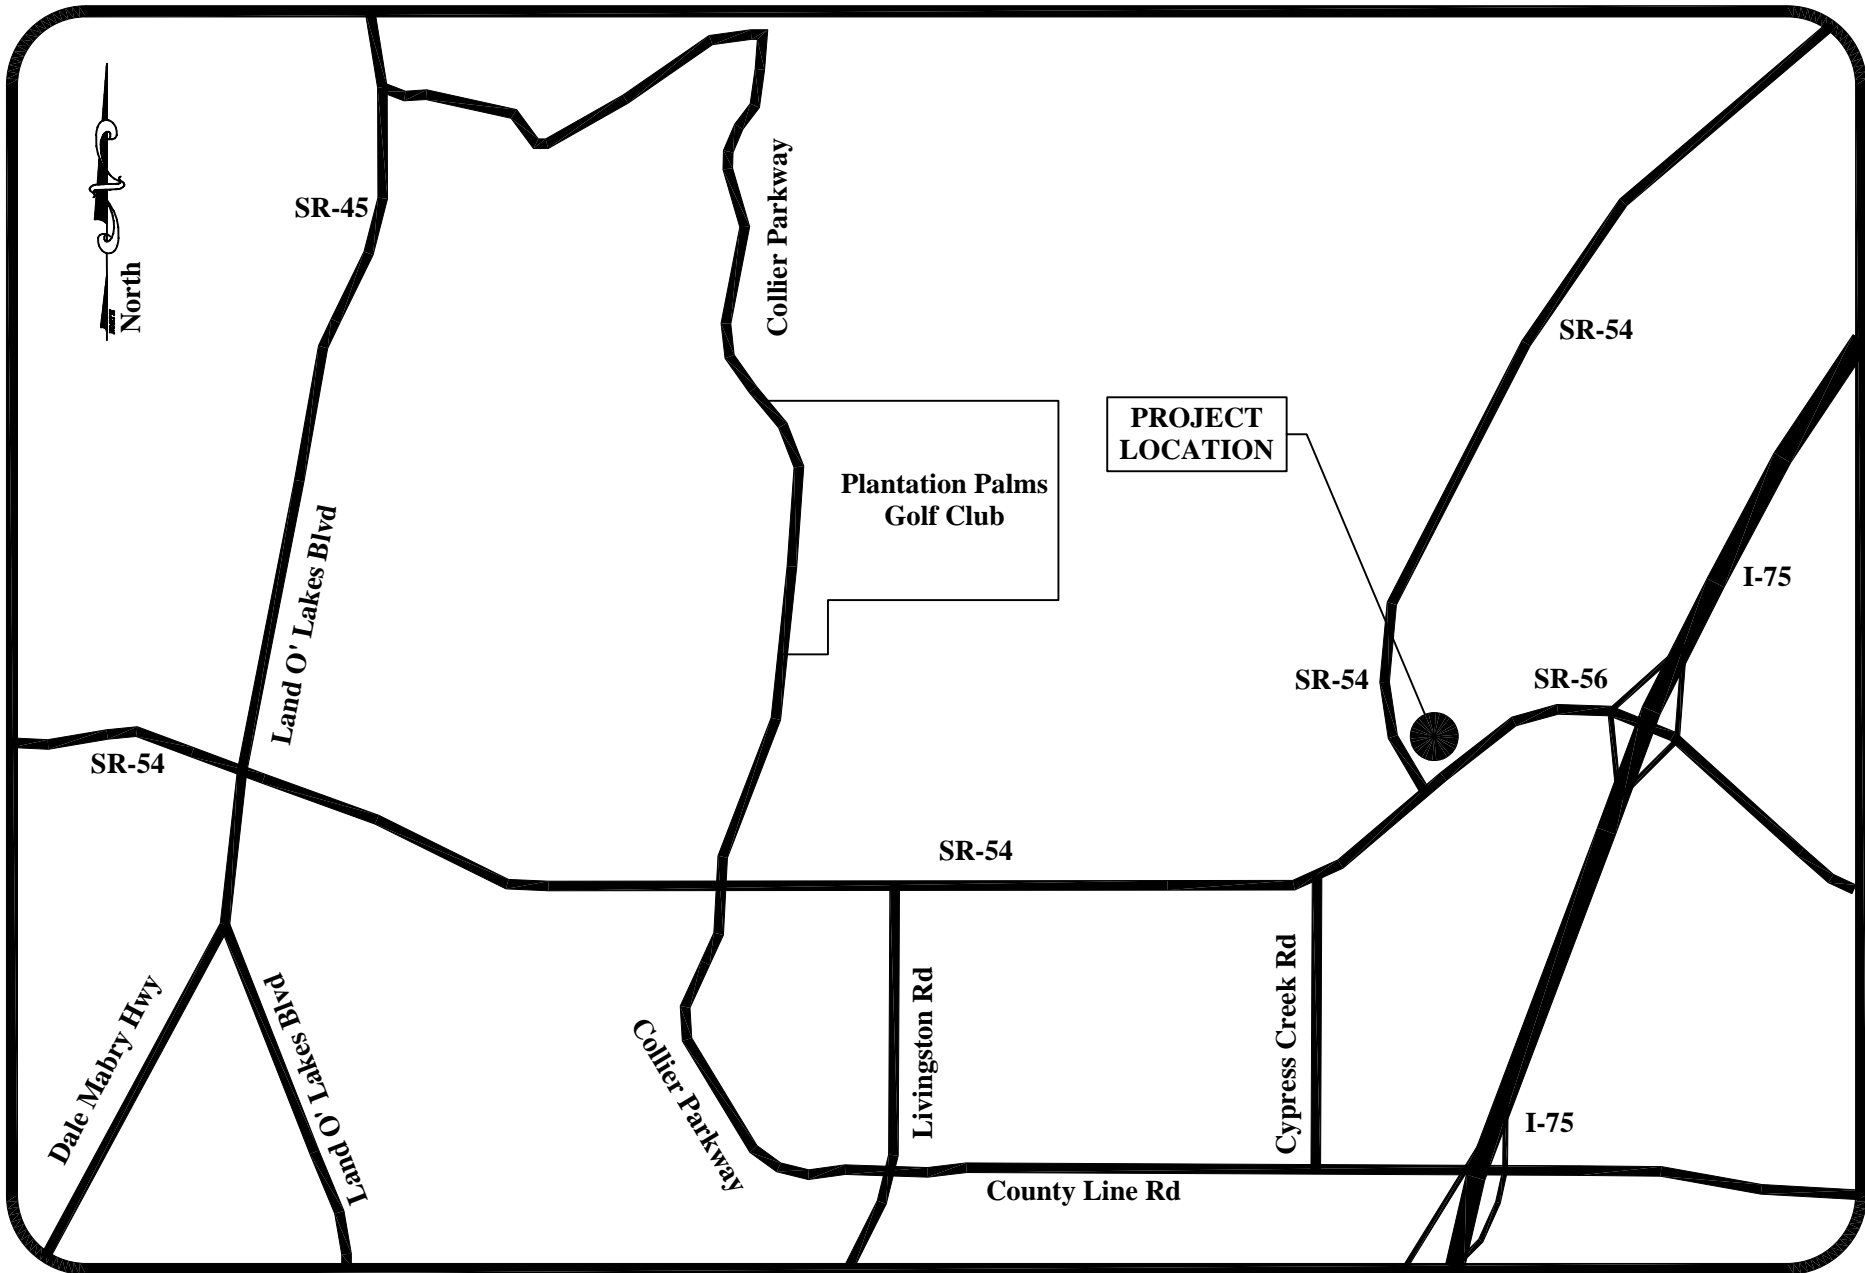 SR-45
North
Collier Parkway
SR-54
PROJECT
LOCATION
Plantation Palms
Golf Club
Land O' Lakes Blvd
I-75
SR-54
SR-56
SR-54
SR-54
Dale Mabry Hwy
Land O' Lakes Blvd
Collier Parkway
Livingston Rd
Cypress Creek Rd
I-75
County Line Rd